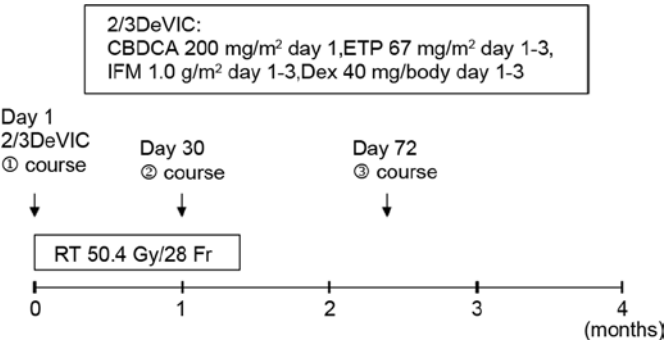 2/3DeVIC:
CBDCA 200 mg/m² day 1,ETP 67 mg/m² day 1-3,
IFM 1.0 g/m² day 1-3,Dex 40 mg/body day 1-3
Day 1
2/3DeVIC
① course
Day 30
② course
Day 72
③ course
RT 50.4 Gy/28 Fr
0 1 2 3 4
(months)